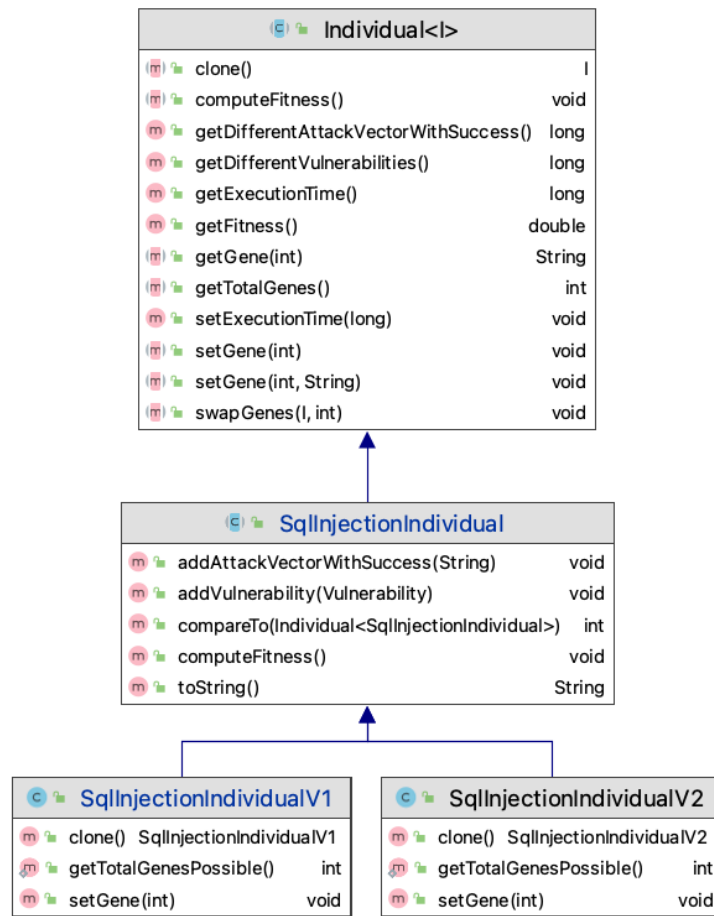 Individual<I>
clone() I
computeFitness() void
getDifferentAttackVectorWithSuccess() long
getDifferentVulnerabilities() long
getExecutionTime() long
getFitness() double
getGene(int) String
getTotalGenes() int
setExecutionTime(long) void
setGene(int) void
setGene(int, String) void
swapGenes(I, int) void
SqlInjectionIndividual
addAttackVectorWithSuccess(String) void
addVulnerability(Vulnerability) void
compareTo(Individual<SqlInjectionIndividual>) int
computeFitness() void
toString() String
SqlInjectionIndividualV1
clone() SqlInjectionIndividualV1
getTotalGenesPossible() int
setGene(int) void
SqlInjectionIndividualV2
clone() SqlInjectionIndividualV2
getTotalGenesPossible() int
setGene(int) void